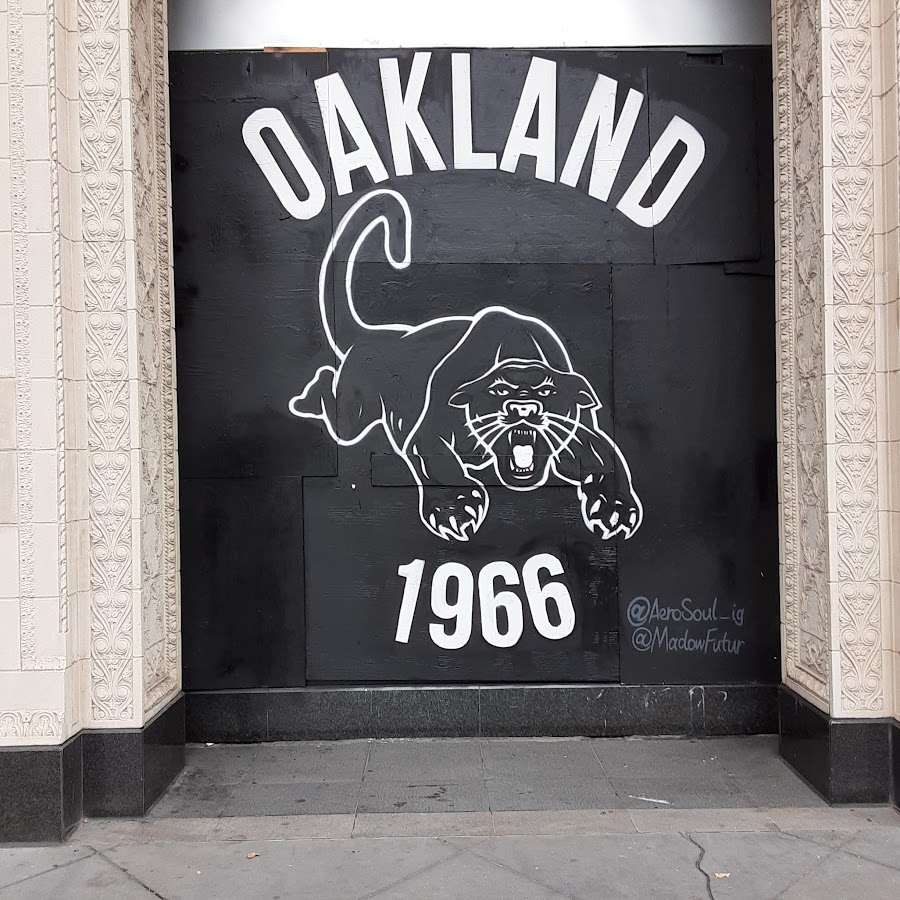 OAKLAND
1966
@AeroSoul_ig
@MadowFutur